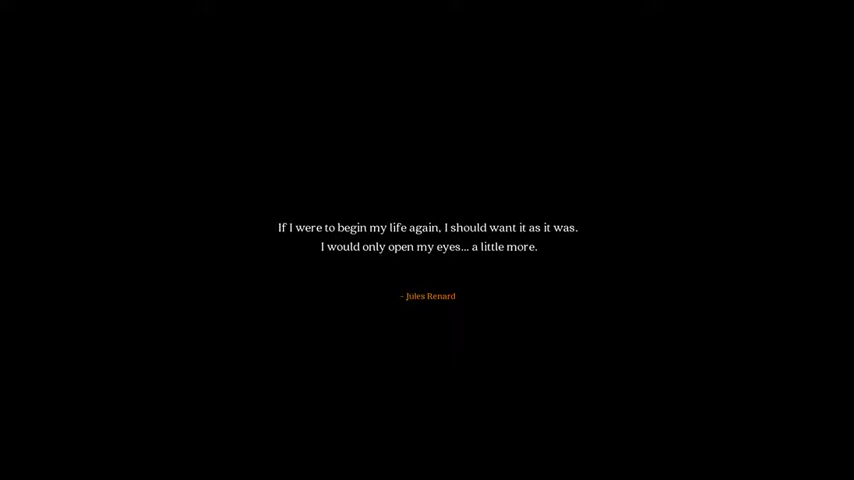 If I were to begin my life again, I should want it as it was.
I would only open my eyes... a little more.
- Jules Renard